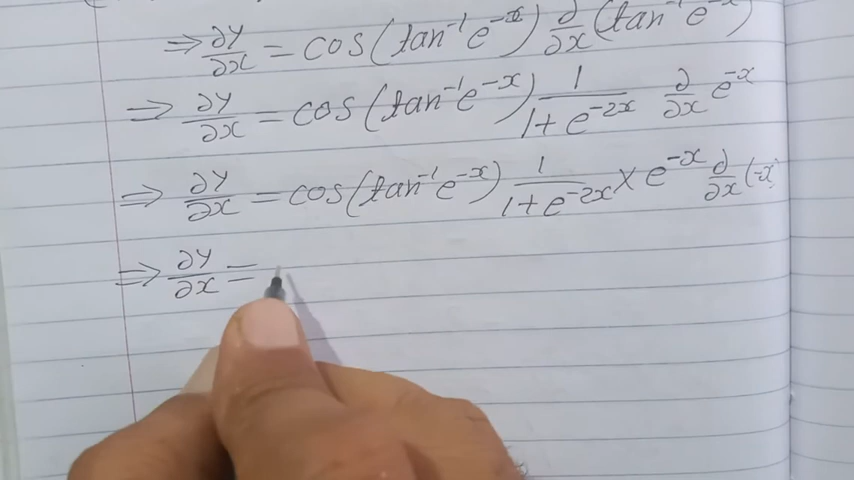 ⇒ ∂y/∂x = cos(tan⁻¹e⁻ˣ) ∂/∂x (tan⁻¹e⁻ˣ)
⇒ ∂y/∂x = cos(tan⁻¹e⁻ˣ) 1/(1+e⁻²ˣ) ∂/∂x e⁻ˣ
⇒ ∂y/∂x = cos(tan⁻¹e⁻ˣ) 1/(1+e⁻²ˣ) × e⁻ˣ ∂/∂x (-x)
⇒ ∂y/∂x =